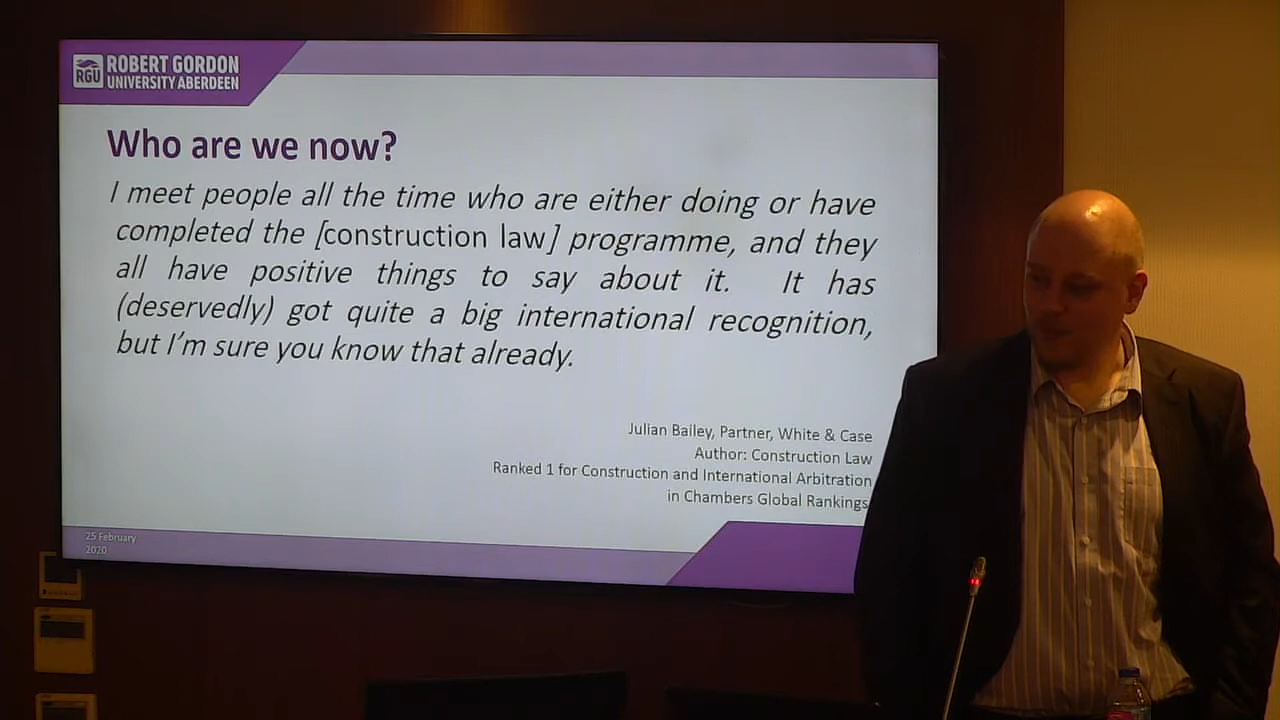 RGU
ROBERT GORDON
UNIVERSITY ABERDEEN
Who are we now?
I meet people all the time who are either doing or have
completed the [construction law] programme, and they
all have positive things to say about it. It has
(deservedly) got quite a big international recognition,
but I'm sure you know that already.
Julian Bailey, Partner, White & Case
Author: Construction Law
Ranked 1 for Construction and International Arbitration
in Chambers Global Rankings
25 February
2020